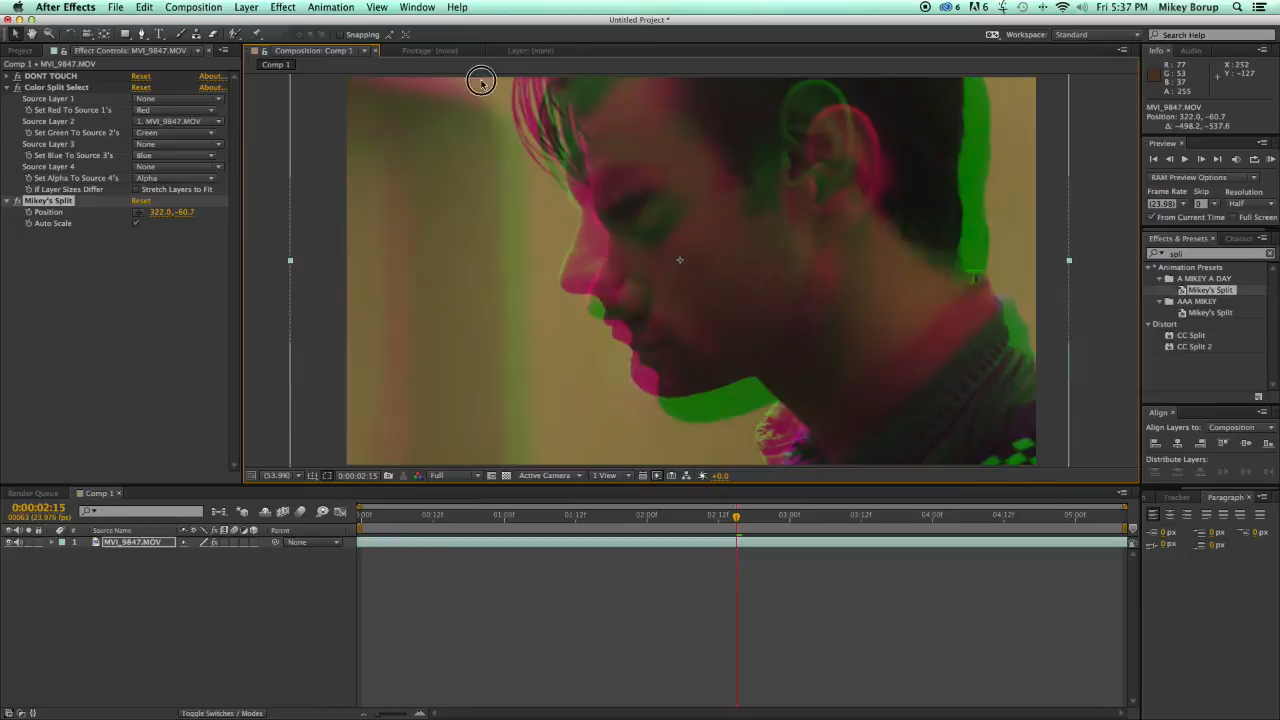 After Effects File Edit Composition Layer Effect Animation View Window Help 6 A 6 Fri 5:37 PM Mikey Borup
Untitled Project *
Snapping Workspace: Standard Search Help
Project Effect Controls: MVI_9847.MOV Composition: Comp 1 Footage: (none) Layer: (none) Info Audio
Comp 1 • MVI_9847.MOV Comp 1
DONT TOUCH Reset About...
Color Split Select Reset About...
Source Layer 1 None
Set Red To Source 1's Red
Source Layer 2 1. MVI_9847.MOV
Set Green To Source 2's Green
Source Layer 3 None
Set Blue To Source 3's Blue
Source Layer 4 None
Set Alpha To Source 4's Alpha
If Layer Sizes Differ Stretch Layers to Fit
Mikey's Split Reset
Position 322.0,-60.7
Auto Scale
R: 77 X: 252
G: 53 Y: -127
B: 37
A: 255
MVI_9847.MOV
Position: 322.0, -60.7
Δ: -498.2, -537.6
Preview
RAM Preview Options
Frame Rate Skip Resolution
(23.98) 0 Half
From Current Time Full Screen
Effects & Presets
spli
* Animation Presets
A MIKEY A DAY
Mikey's Split
AAA MIKEY
Mikey's Split
Distort
CC Split
CC Split 2
Align
Align Layers to: Composition
Distribute Layers:
(53.9%) 0:00:02:15 Full Active Camera 1 View +0.0
Render Queue Comp 1 Tracker Paragraph
0:00:02:15
00063 (23.976 fps)
:00f 00:12f 01:00f 01:12f 02:00f 02:12f 03:00f 03:12f 04:00f 04:12f 05:00f
# Source Name Parent
1 MVI_9847.MOV None
0 px 0 px 0 px
0 px 0 px
Toggle Switches / Modes